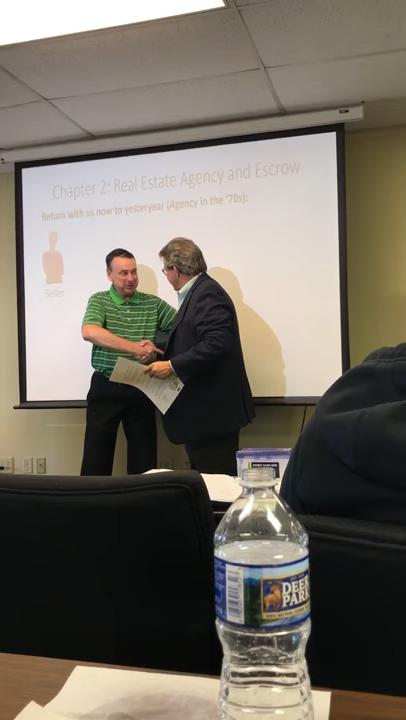 Chapter 2: Real Estate Agency and Escrow
Return with us now to yesteryear (Agency in the '70s):
Seller
DEER
PARK